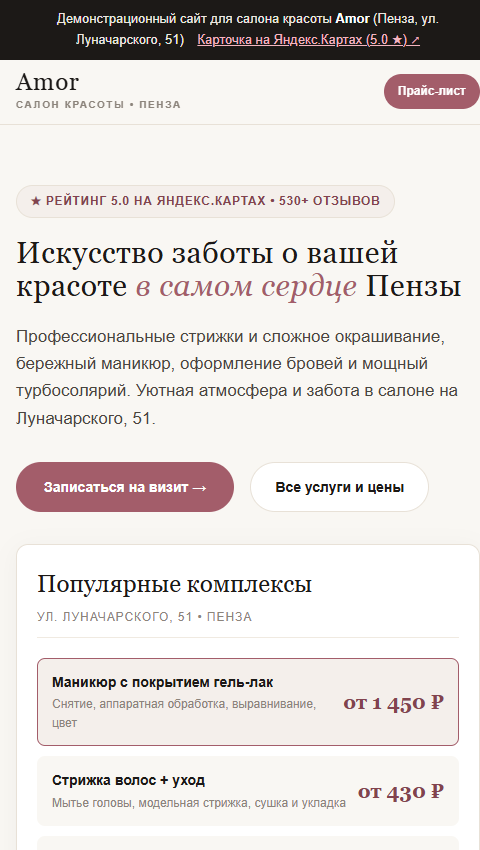 Демонстрационный сайт для салона красоты Amor (Пенза, ул.
Луначарского, 51) Карточка на Яндекс.Картах (5.0 ★) ↗
Amor
САЛОН КРАСОТЫ • ПЕНЗА
Прайс-лист
★ РЕЙТИНГ 5.0 НА ЯНДЕКС.КАРТАХ • 530+ ОТЗЫВОВ
Искусство заботы о вашей
красоте в самом сердце Пензы
Профессиональные стрижки и сложное окрашивание,
бережный маникюр, оформление бровей и мощный
турбосолярий. Уютная атмосфера и забота в салоне на
Луначарского, 51.
Записаться на визит →
Все услуги и цены
Популярные комплексы
УЛ. ЛУНАЧАРСКОГО, 51 • ПЕНЗА
Маникюр с покрытием гель-лак
Снятие, аппаратная обработка, выравнивание,
цвет
от 1 450 ₽
Стрижка волос + уход
Мытье головы, модельная стрижка, сушка и укладка
от 430 ₽